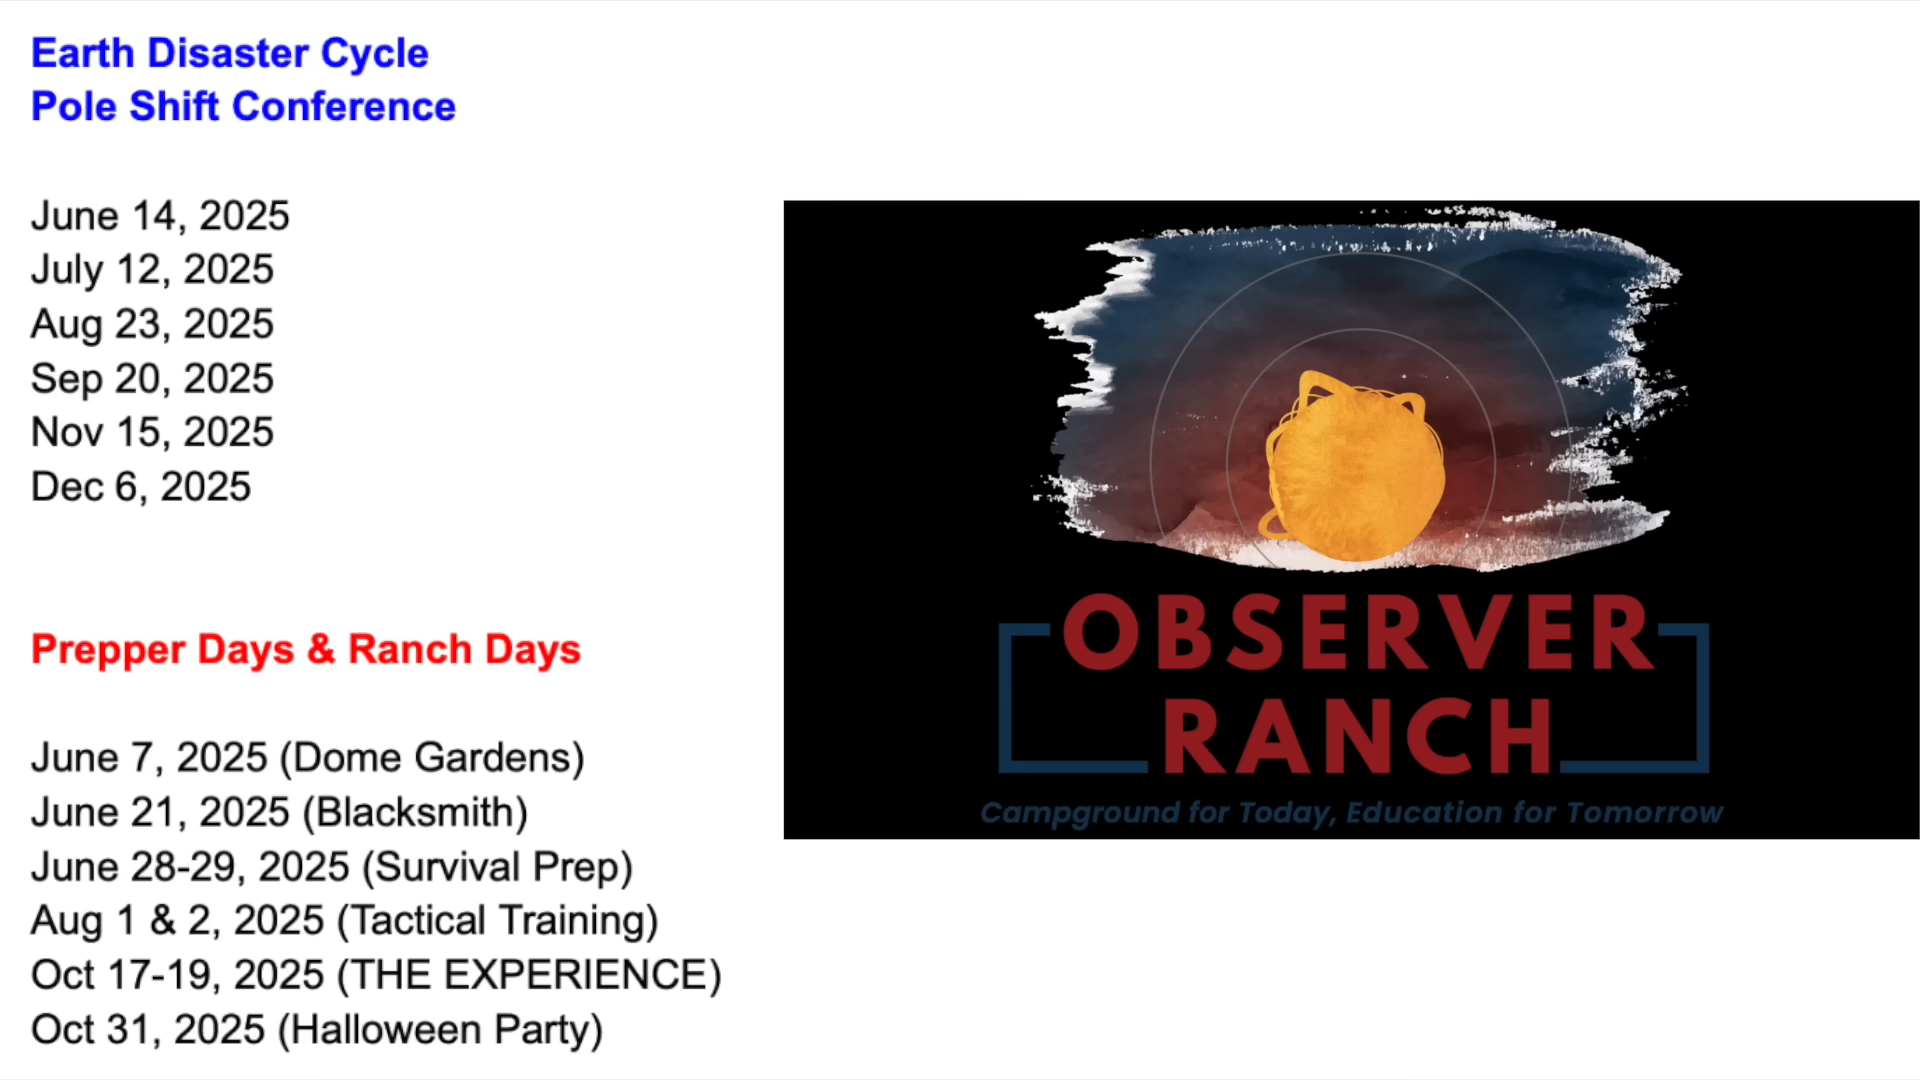 Earth Disaster Cycle
Pole Shift Conference
June 14, 2025
July 12, 2025
Aug 23, 2025
Sep 20, 2025
Nov 15, 2025
Dec 6, 2025
Prepper Days & Ranch Days
June 7, 2025 (Dome Gardens)
June 21, 2025 (Blacksmith)
June 28-29, 2025 (Survival Prep)
Aug 1 & 2, 2025 (Tactical Training)
Oct 17-19, 2025 (THE EXPERIENCE)
Oct 31, 2025 (Halloween Party)
OBSERVER
RANCH
Campground for Today, Education for Tomorrow